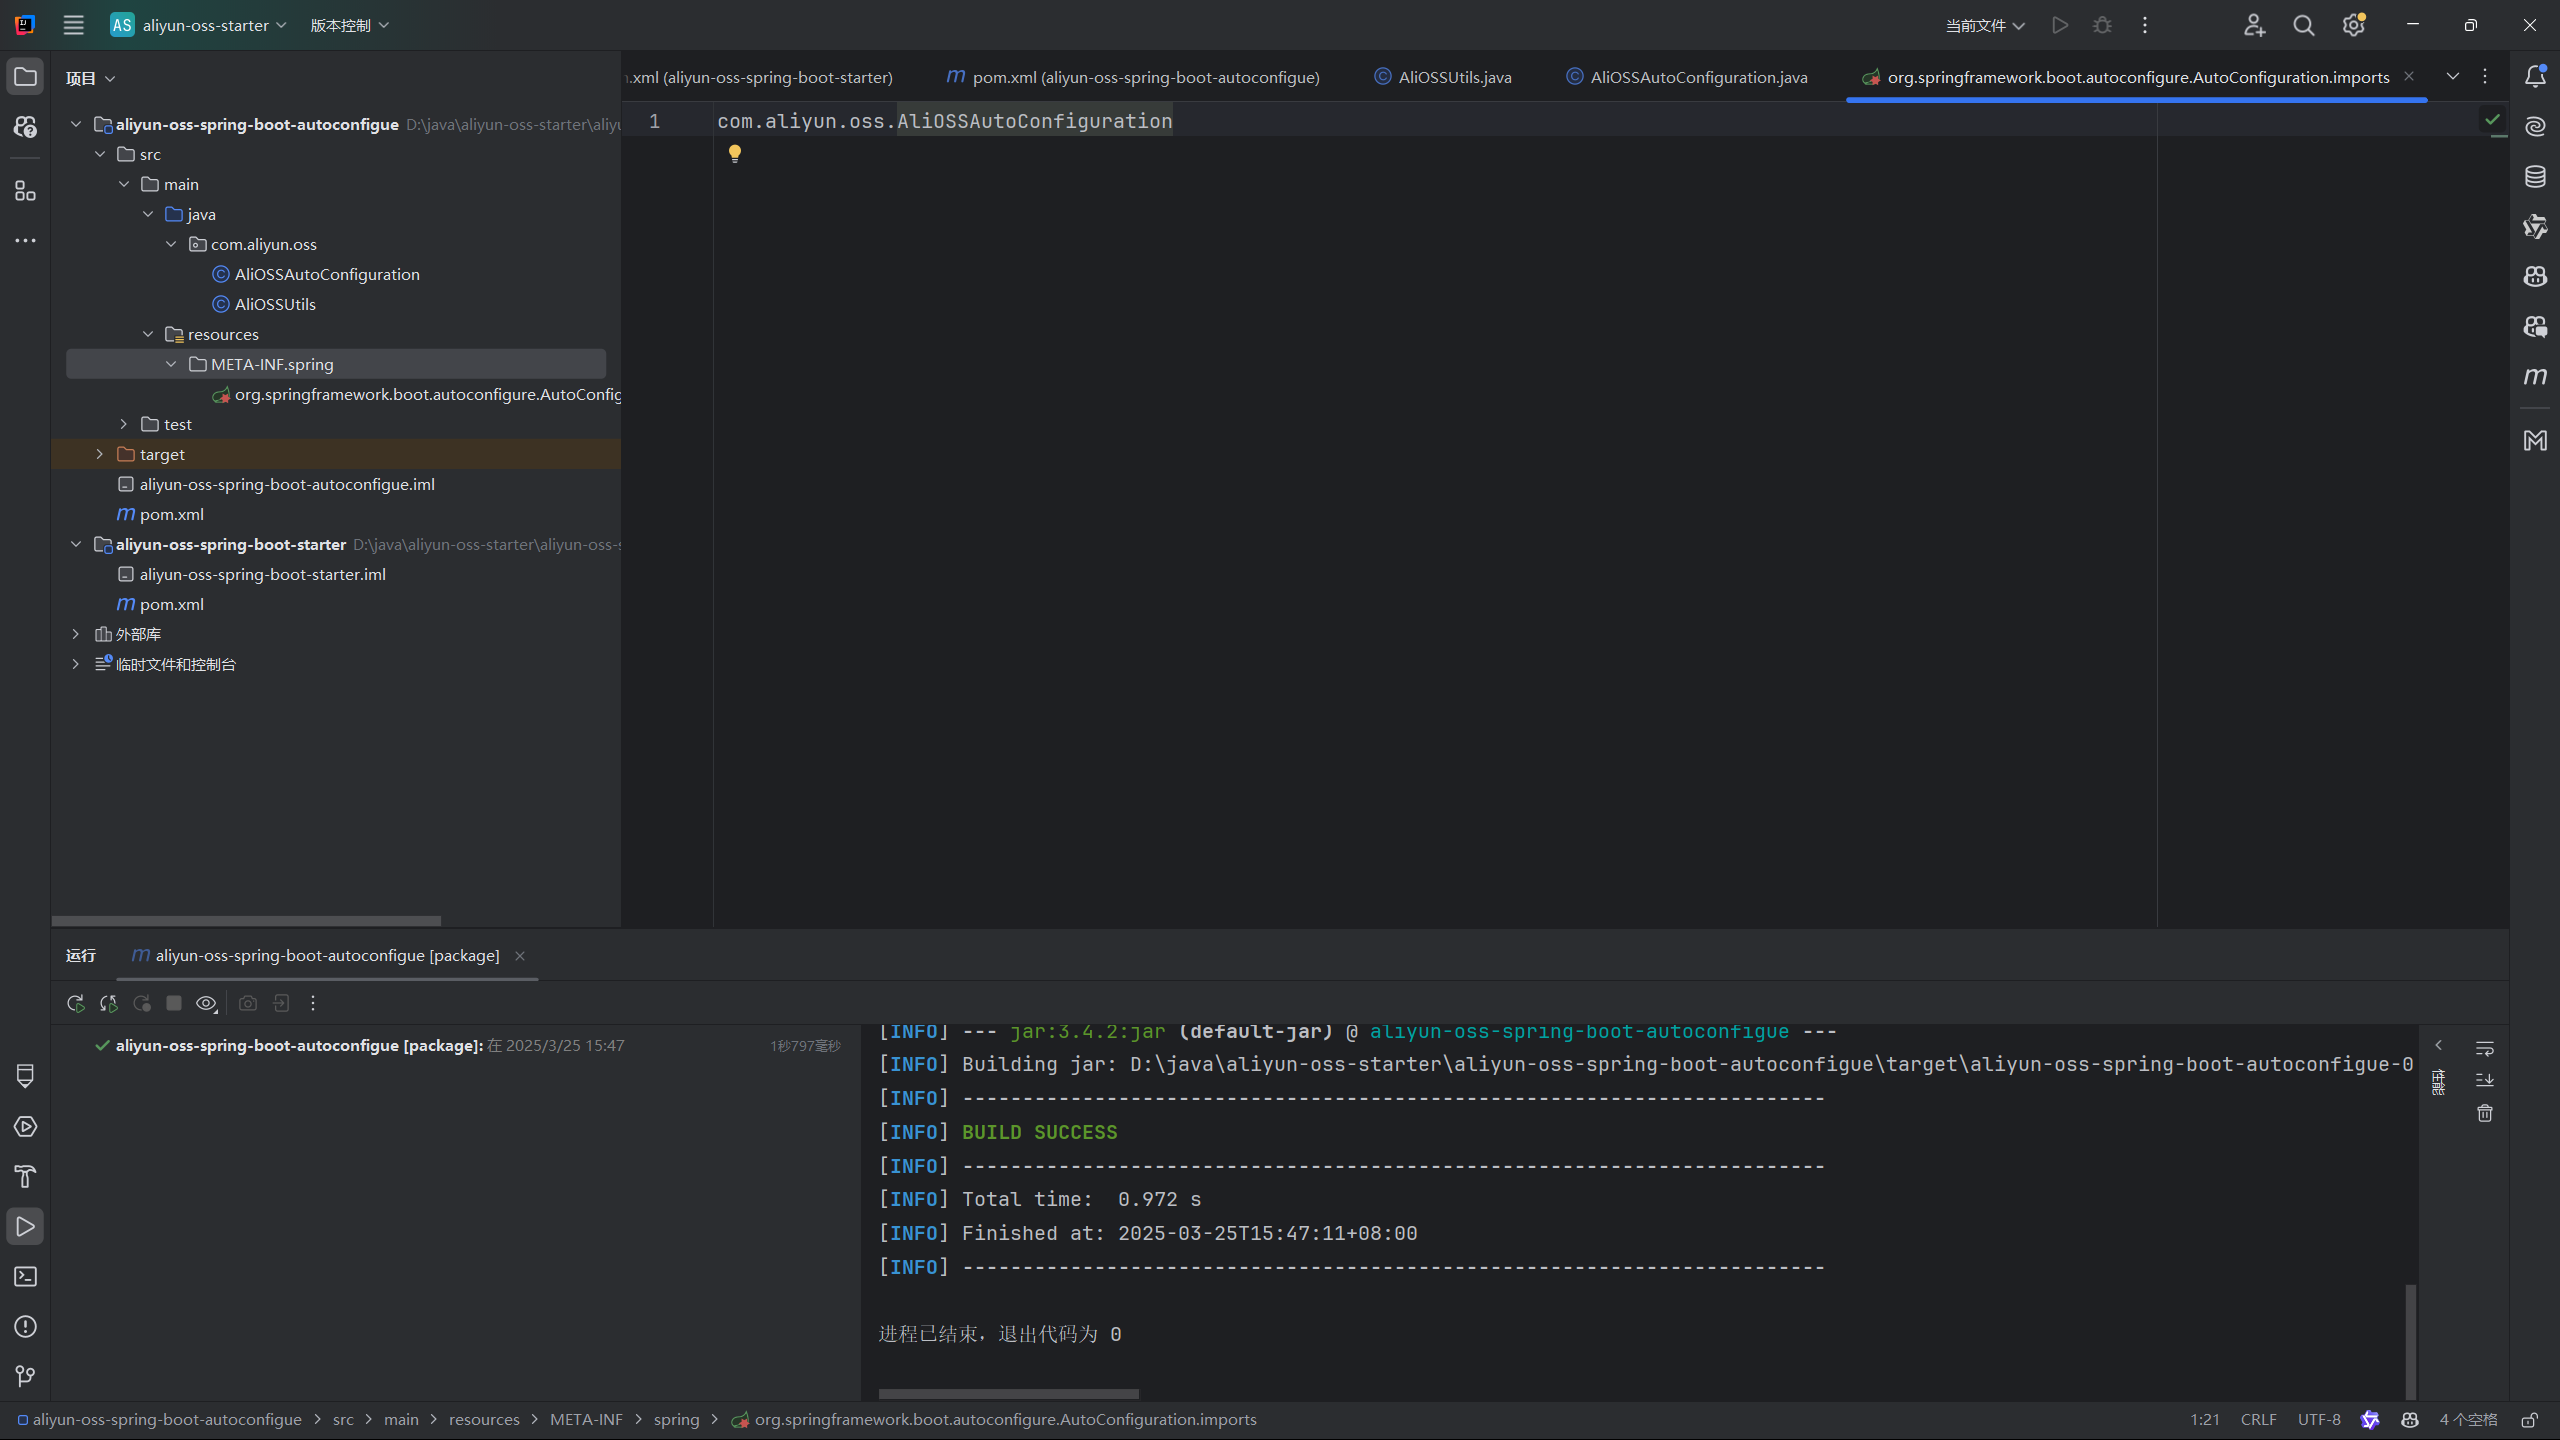 AS aliyun-oss-starter 版本控制 当前文件
项目
.xml (aliyun-oss-spring-boot-starter) pom.xml (aliyun-oss-spring-boot-autoconfigue) AliOSSUtils.java AliOSSAutoConfiguration.java org.springframework.boot.autoconfigure.AutoConfiguration.imports
aliyun-oss-spring-boot-autoconfigue D:\java\aliyun-oss-starter\aliyu
src
main
java
com.aliyun.oss
AliOSSAutoConfiguration
AliOSSUtils
resources
META-INF.spring
org.springframework.boot.autoconfigure.AutoConfig
test
target
aliyun-oss-spring-boot-autoconfigue.iml
pom.xml
aliyun-oss-spring-boot-starter D:\java\aliyun-oss-starter\aliyun-oss-s
aliyun-oss-spring-boot-starter.iml
pom.xml
外部库
临时文件和控制台
1 com.aliyun.oss.AliOSSAutoConfiguration
运行 aliyun-oss-spring-boot-autoconfigue [package]
aliyun-oss-spring-boot-autoconfigue [package]: 在 2025/3/25 15:47 1秒797毫秒
[INFO] --- jar:3.4.2:jar (default-jar) @ aliyun-oss-spring-boot-autoconfigue ---
[INFO] Building jar: D:\java\aliyun-oss-starter\aliyun-oss-spring-boot-autoconfigue\target\aliyun-oss-spring-boot-autoconfigue-0
[INFO] ------------------------------------------------------------------------
[INFO] BUILD SUCCESS
[INFO] ------------------------------------------------------------------------
[INFO] Total time:  0.972 s
[INFO] Finished at: 2025-03-25T15:47:11+08:00
[INFO] ------------------------------------------------------------------------
进程已结束，退出代码为 0
性能
aliyun-oss-spring-boot-autoconfigue > src > main > resources > META-INF > spring > org.springframework.boot.autoconfigure.AutoConfiguration.imports 1:21 CRLF UTF-8 4 个空格